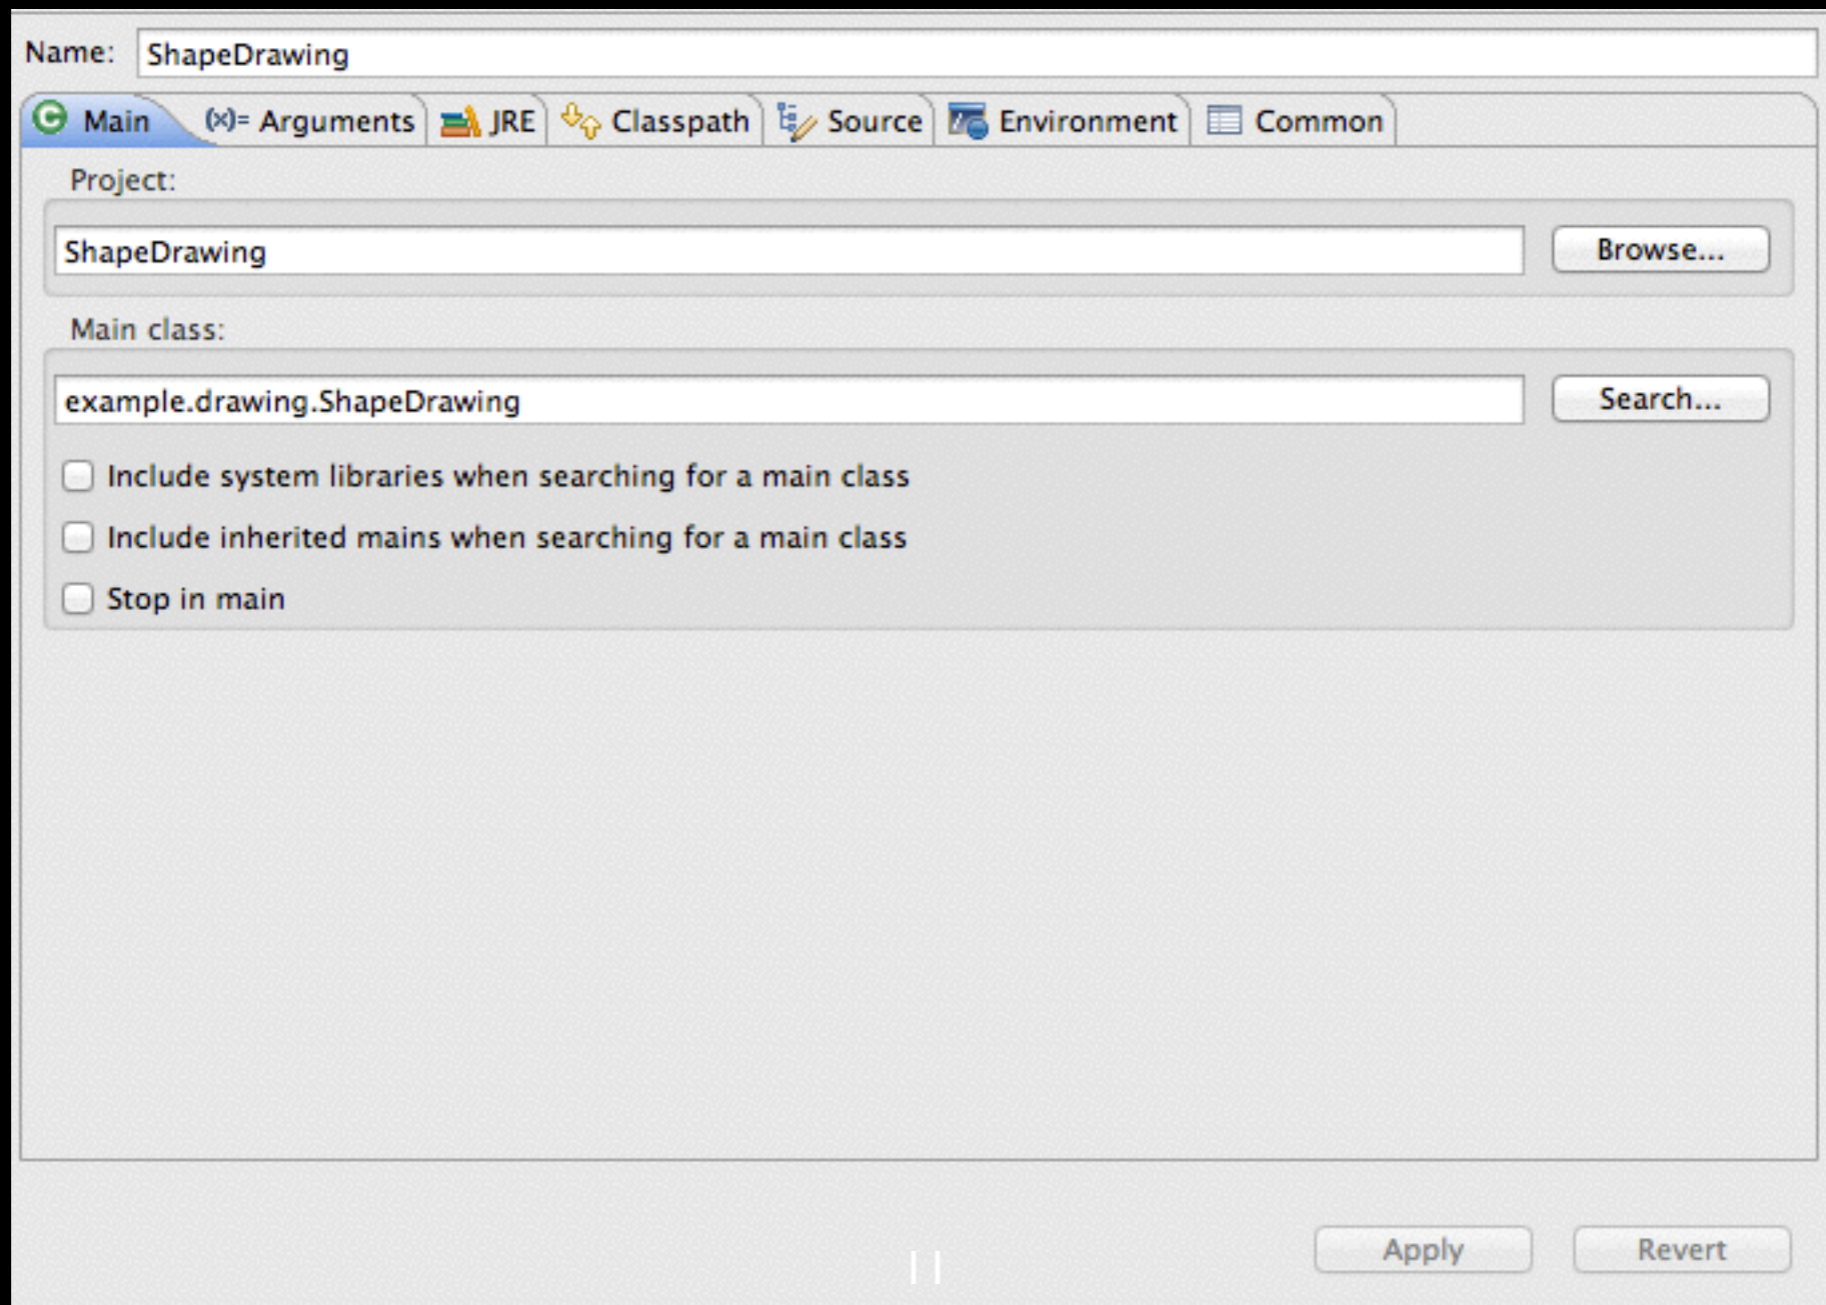 Name: ShapeDrawing
Main (x)= Arguments JRE Classpath Source Environment Common
Project:
ShapeDrawing Browse...
Main class:
example.drawing.ShapeDrawing Search...
Include system libraries when searching for a main class
Include inherited mains when searching for a main class
Stop in main
Apply Revert
11